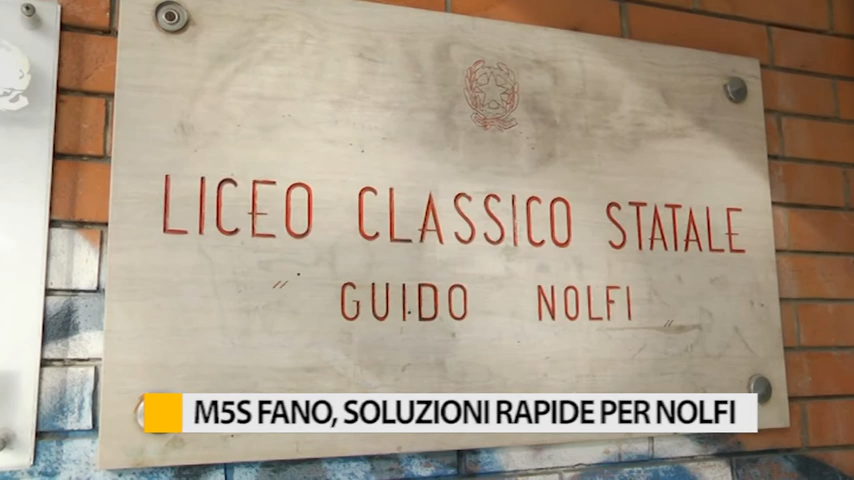 LICEO CLASSICO STATALE
GUIDO NOLFI
M5S FANO, SOLUZIONI RAPIDE PER NOLFI